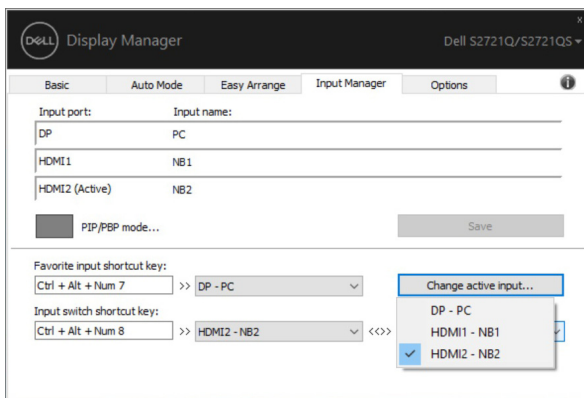 DELL Display Manager Dell S2721Q/S2721QS
x
Basic Auto Mode Easy Arrange Input Manager Options
Input port: Input name:
DP PC
HDMI1 NB1
HDMI2 (Active) NB2
PIP/PBP mode... Save
Favorite input shortcut key:
Ctrl + Alt + Num 7 >> DP - PC Change active input...
Input switch shortcut key:
Ctrl + Alt + Num 8 >> HDMI2 - NB2 <<>>
DP - PC
HDMI1 - NB1
HDMI2 - NB2